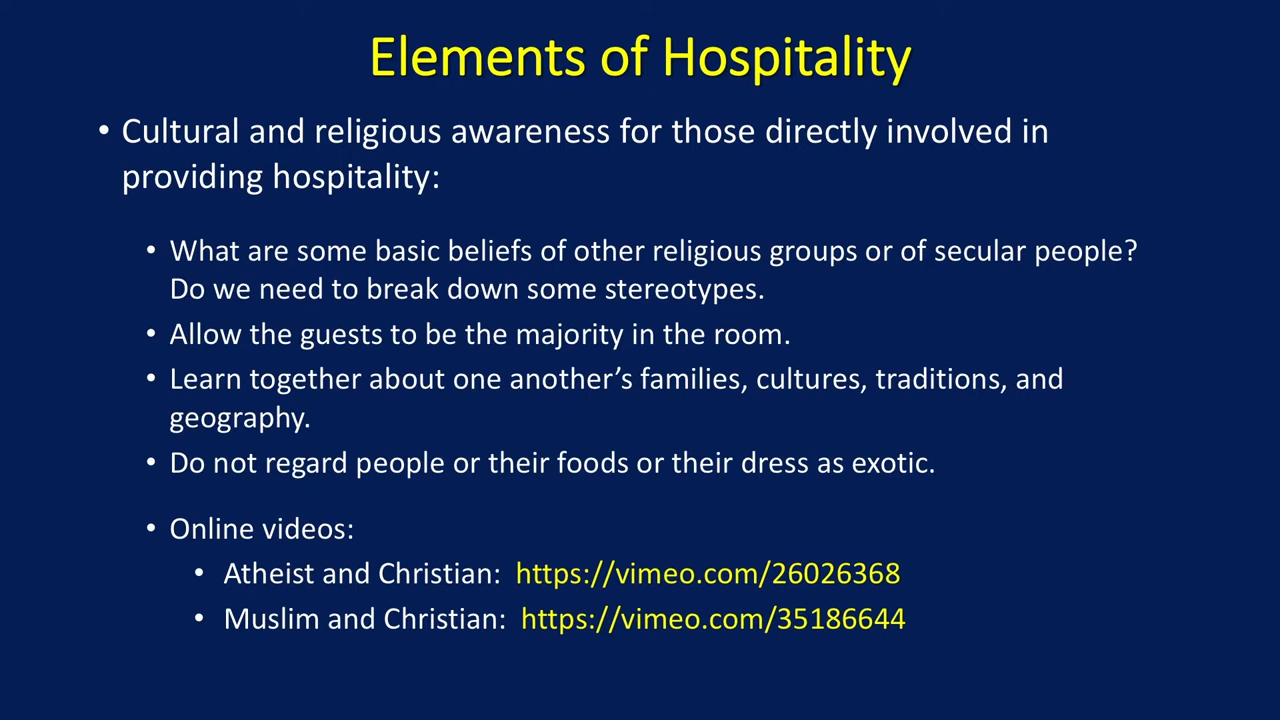 Elements of Hospitality
• Cultural and religious awareness for those directly involved in
providing hospitality:
• What are some basic beliefs of other religious groups or of secular people?
Do we need to break down some stereotypes.
• Allow the guests to be the majority in the room.
• Learn together about one another’s families, cultures, traditions, and
geography.
• Do not regard people or their foods or their dress as exotic.
• Online videos:
• Atheist and Christian: https://vimeo.com/26026368
• Muslim and Christian: https://vimeo.com/35186644